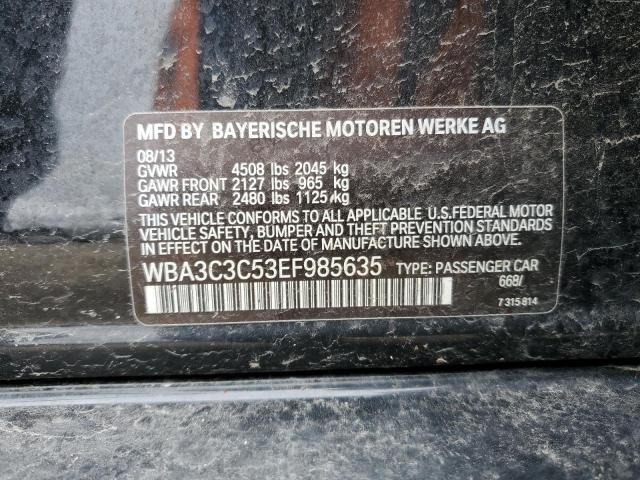 MFD BY BAYERISCHE MOTOREN WERKE AG
08/13
GVWR 4508 lbs 2045 kg
GAWR FRONT 2127 lbs 965 kg
GAWR REAR 2480 lbs 1125 kg
THIS VEHICLE CONFORMS TO ALL APPLICABLE U.S.FEDERAL MOTOR
VEHICLE SAFETY, BUMPER AND THEFT PREVENTION STANDARDS
IN EFFECT ON THE DATE OF MANUFACTURE SHOWN ABOVE.
WBA3C3C53EF985635 TYPE: PASSENGER CAR
668/
7 315 814